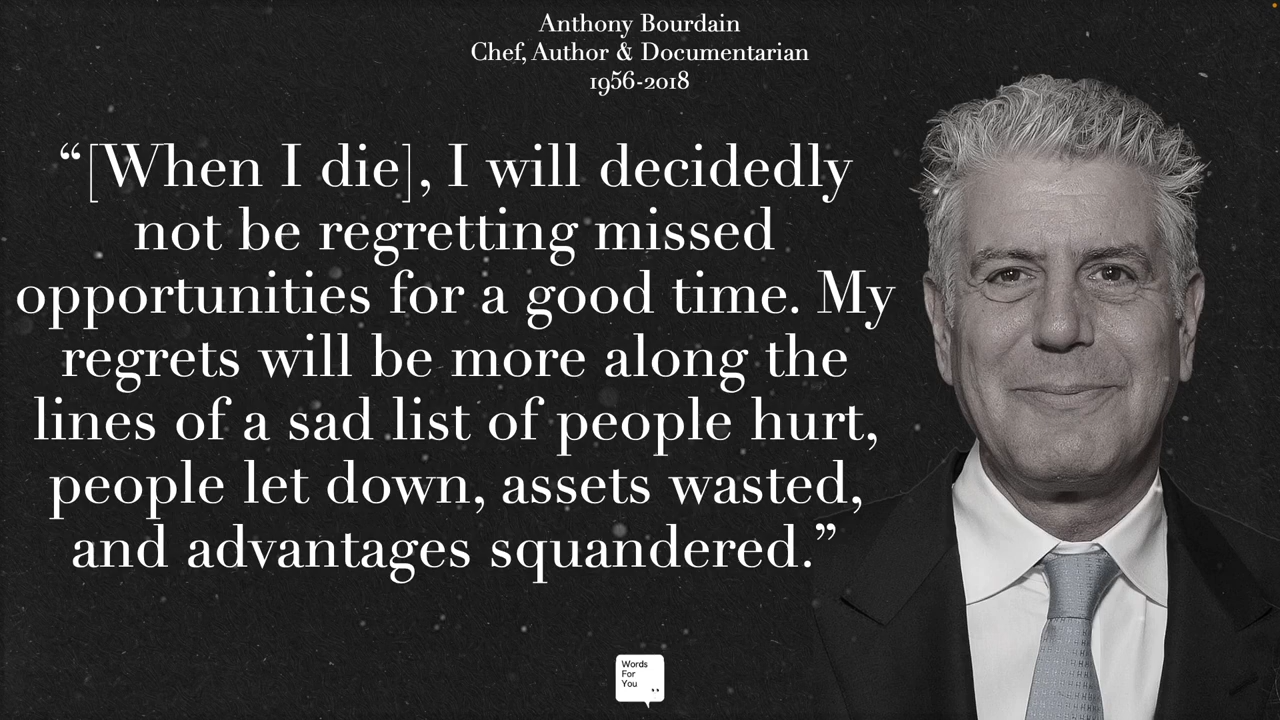 Anthony Bourdain
Chef, Author & Documentarian
1956-2018
“[When I die], I will decidedly
not be regretting missed
opportunities for a good time. My
regrets will be more along the
lines of a sad list of people hurt,
people let down, assets wasted,
and advantages squandered.”
Words
For
You